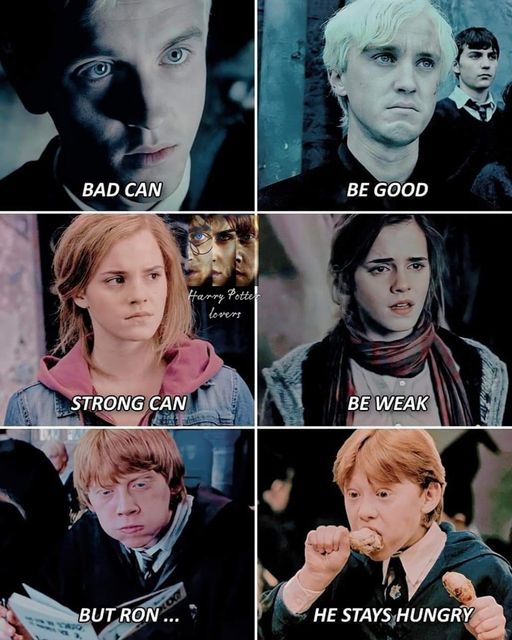 BAD CAN
BE GOOD
Harry Potter
lovers
STRONG CAN
BE WEAK
BUT RON ...
HE STAYS HUNGRY